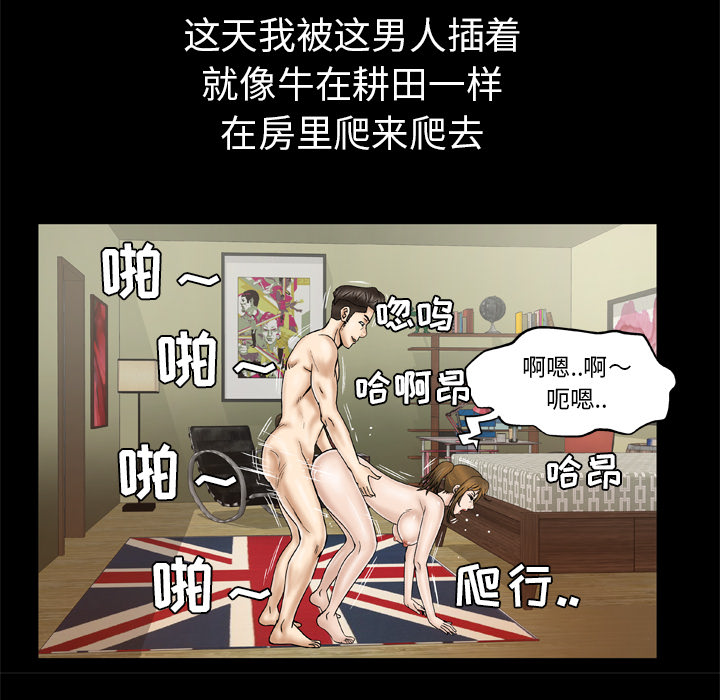 这天我被这男人插着
就像牛在耕田一样
在房里爬来爬去
啪～
唿呜
啪～
啊嗯..啊～
呃嗯..
哈啊昂
啪～
哈昂
啪～
爬行..